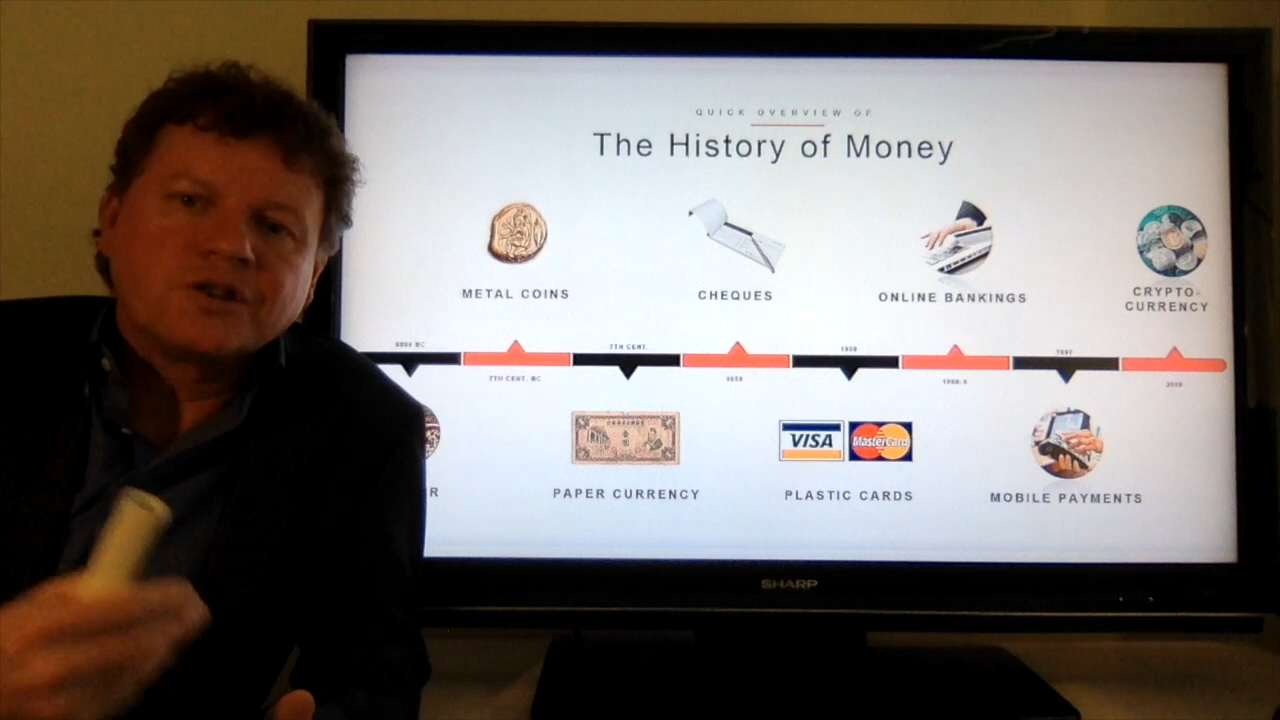 QUICK OVERVIEW OF
The History of Money
METAL COINS
CHEQUES
ONLINE BANKINGS
CRYPTO-
CURRENCY
7TH CENT.
7TH CENT. BC
R
PAPER CURRENCY
VISA
MasterCard
PLASTIC CARDS
MOBILE PAYMENTS
SHARP